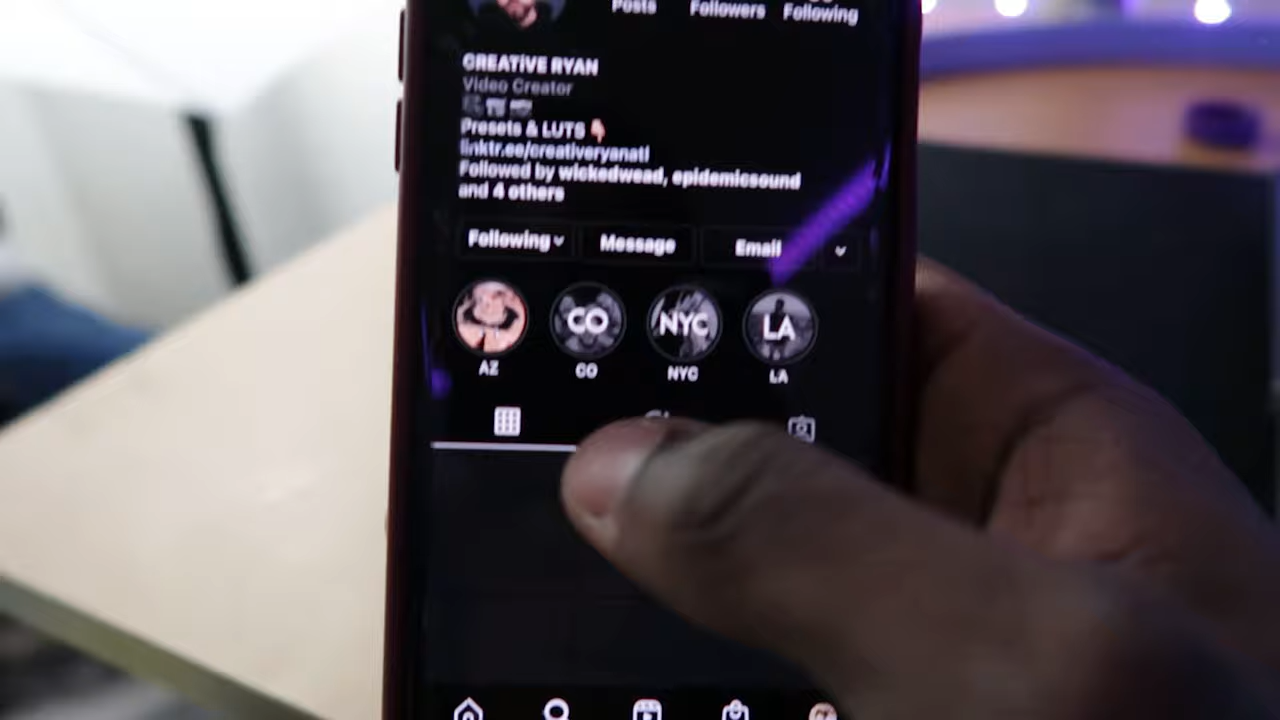 Posts Followers Following
CREATiVE RYAN
Video Creator
Presets & LUTS
linktr.ee/creativeryanatl
Followed by wickedwead, epidemicsound
and 4 others
Following Message Email
CO NYC LA
AZ CO NYC LA